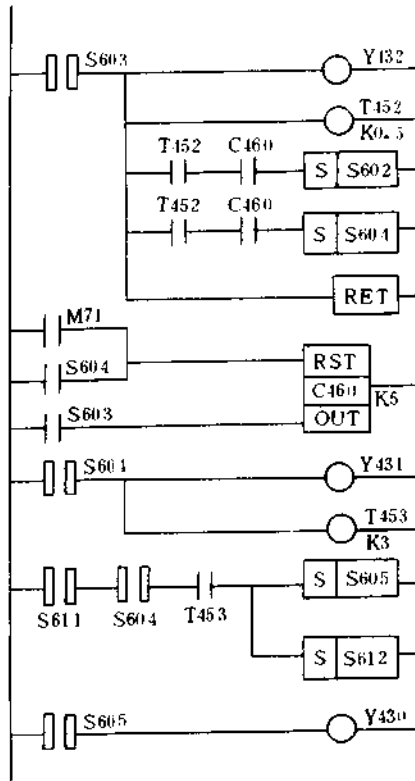 S603 Y432
T452
K0.5
T452 C460 S S602
T452 C460 S S604
RET
M71
RST
S604
C460 K5
S603 OUT
S604 Y431
T453
K3
S S605
S611 S604 T453
S S612
S605 Y430